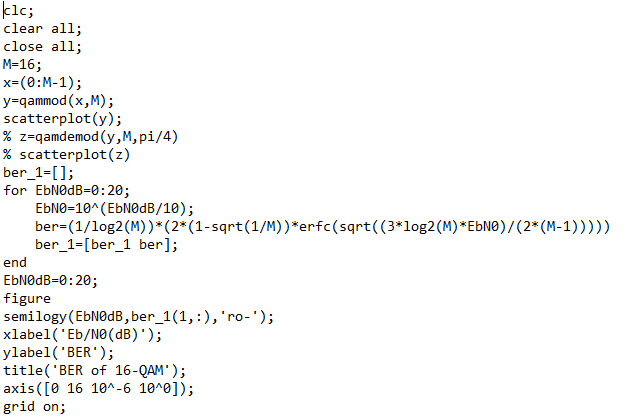 clc;
clear all;
close all;
M=16;
x=(0:M-1);
y=qammod(x,M);
scatterplot(y);
% z=qamdemod(y,M,pi/4)
% scatterplot(z)
ber_1=[];
for EbN0dB=0:20;
    EbN0=10^(EbN0dB/10);
    ber=(1/log2(M))*(2*(1-sqrt(1/M))*erfc(sqrt((3*log2(M)*EbN0)/(2*(M-1)))))
    ber_1=[ber_1 ber];
end
EbN0dB=0:20;
figure
semilogy(EbN0dB,ber_1(1,:),'ro-');
xlabel('Eb/N0(dB)');
ylabel('BER');
title('BER of 16-QAM');
axis([0 16 10^-6 10^0]);
grid on;